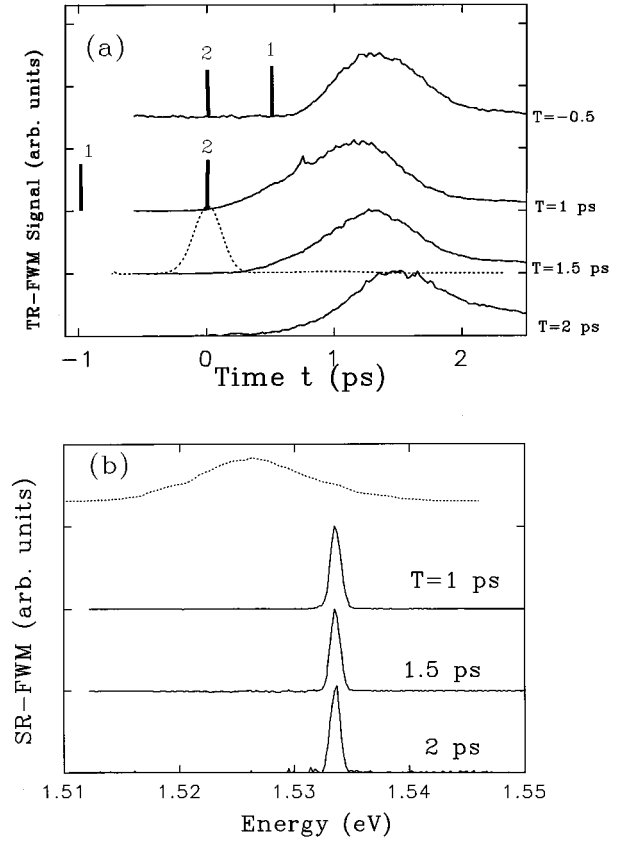 (a)
2
1
T=−0.5
1
2
T=1 ps
T=1.5 ps
T=2 ps
TR-FWM Signal (arb. units)
−1 0 1 2
Time t (ps)
(b)
T=1 ps
1.5 ps
2 ps
SR-FWM (arb. units)
1.51 1.52 1.53 1.54 1.55
Energy (eV)